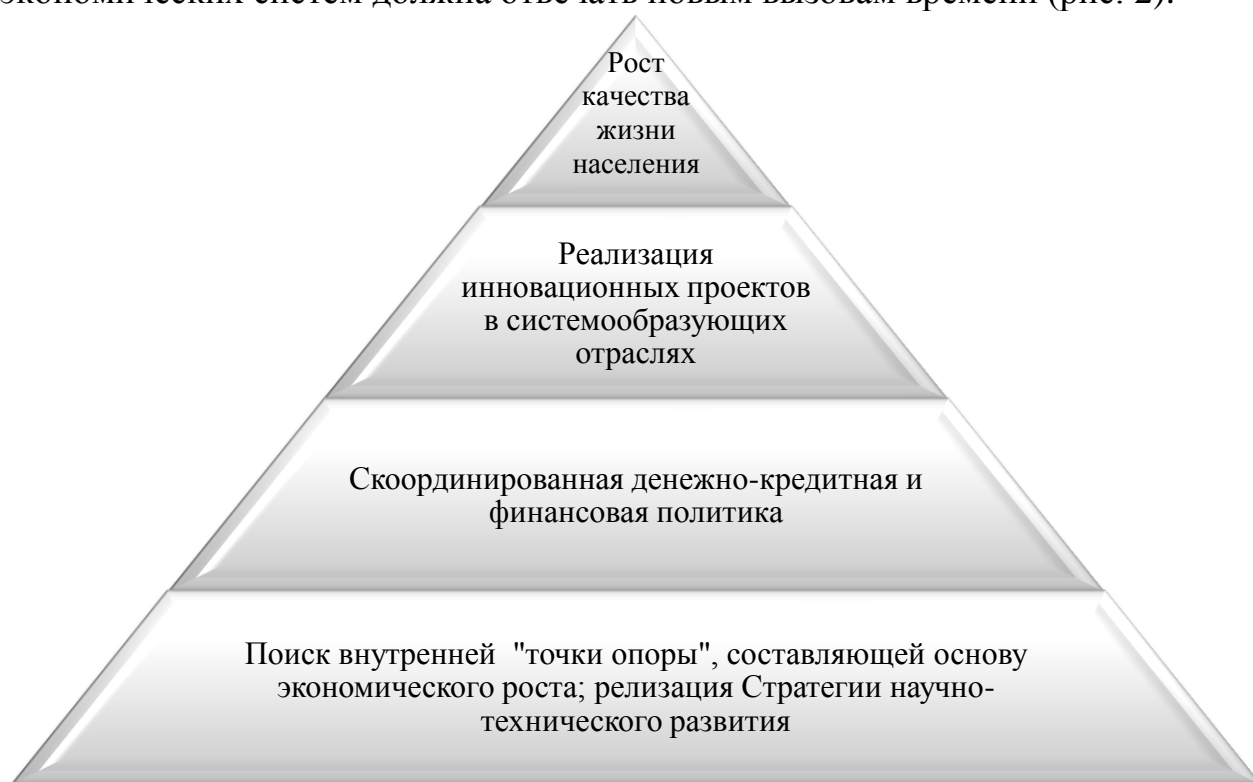 экономических систем должна отвечать новым вызовам времени (рис. 2).
Рост
качества
жизни
населения
Реализация
инновационных проектов
в системообразующих
отраслях
Скоординированная денежно-кредитная и
финансовая политика
Поиск внутренней "точки опоры", составляющей основу
экономического роста; релизация Стратегии научно-
технического развития